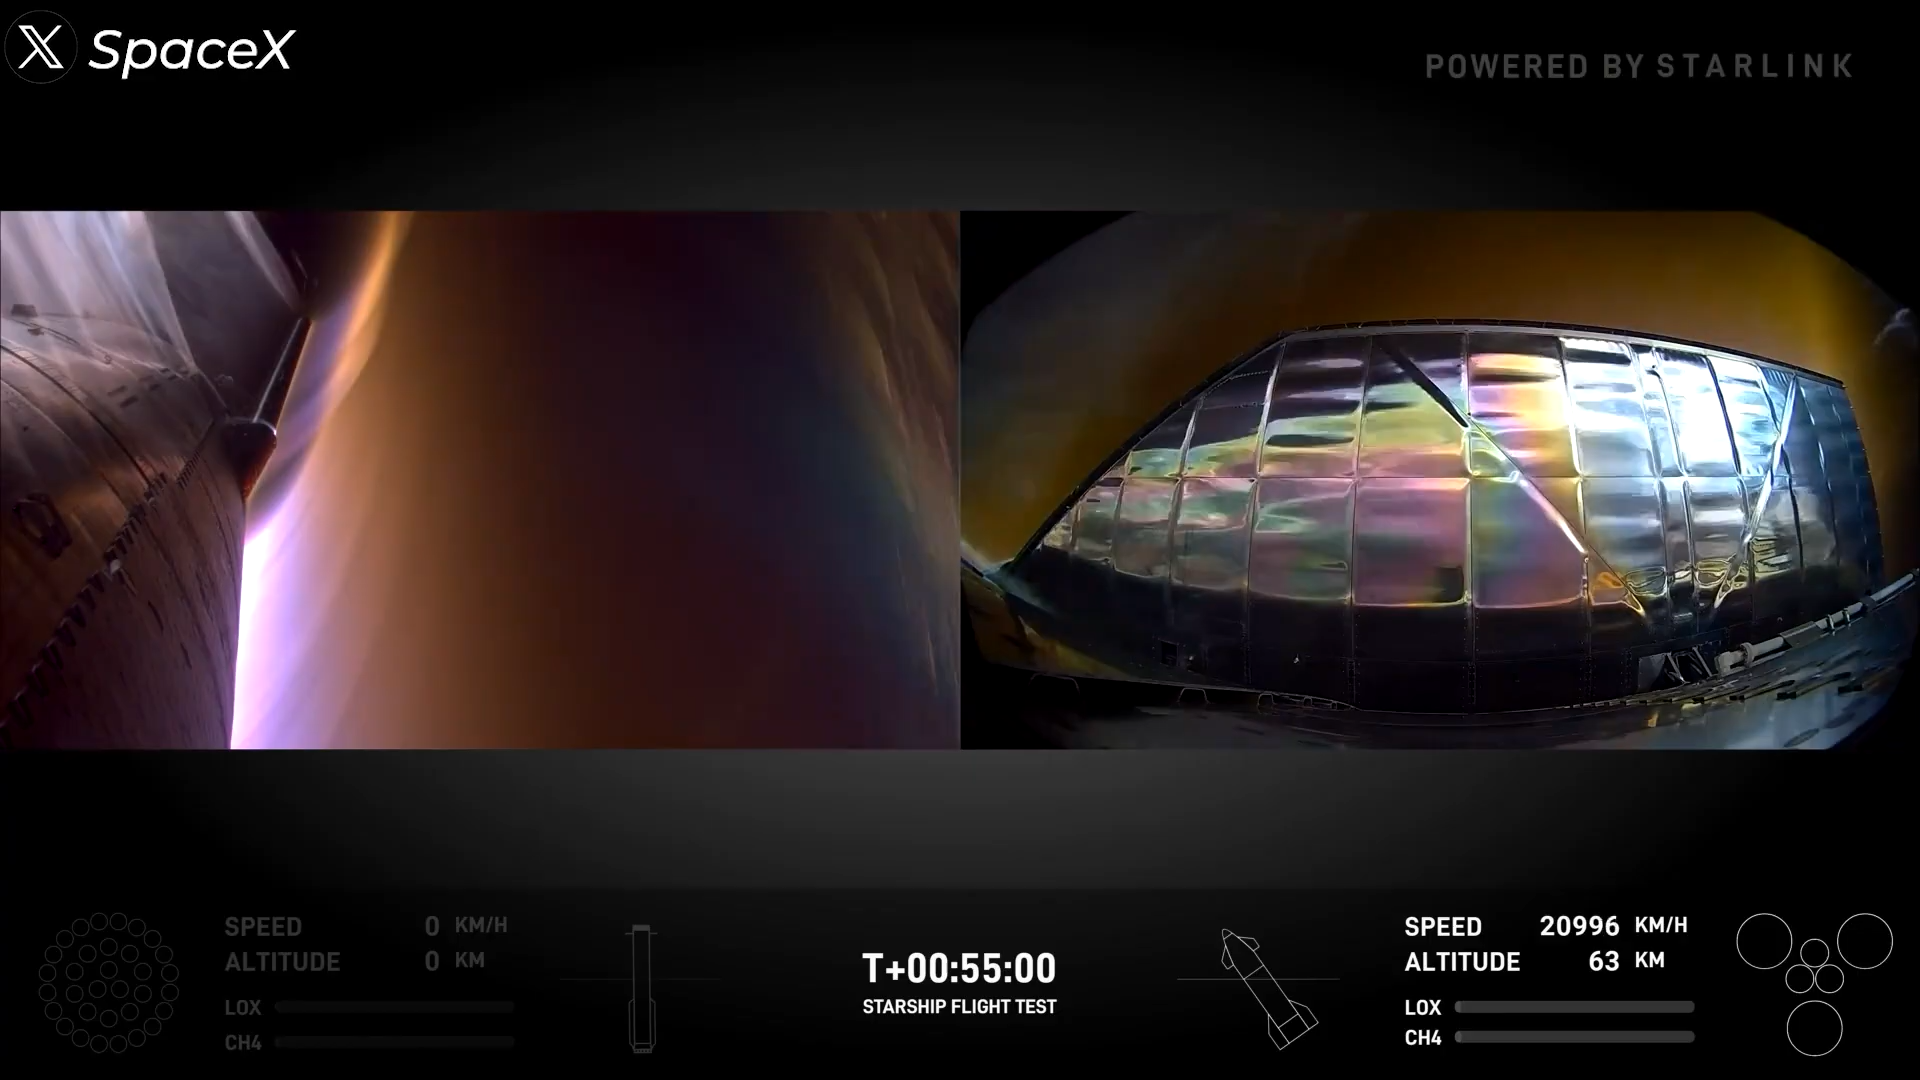 X SpaceX
POWERED BY STARLINK
SPEED 0 KM/H
ALTITUDE 0 KM
LOX
CH4
T+00:55:00
STARSHIP FLIGHT TEST
SPEED 20996 KM/H
ALTITUDE 63 KM
LOX
CH4